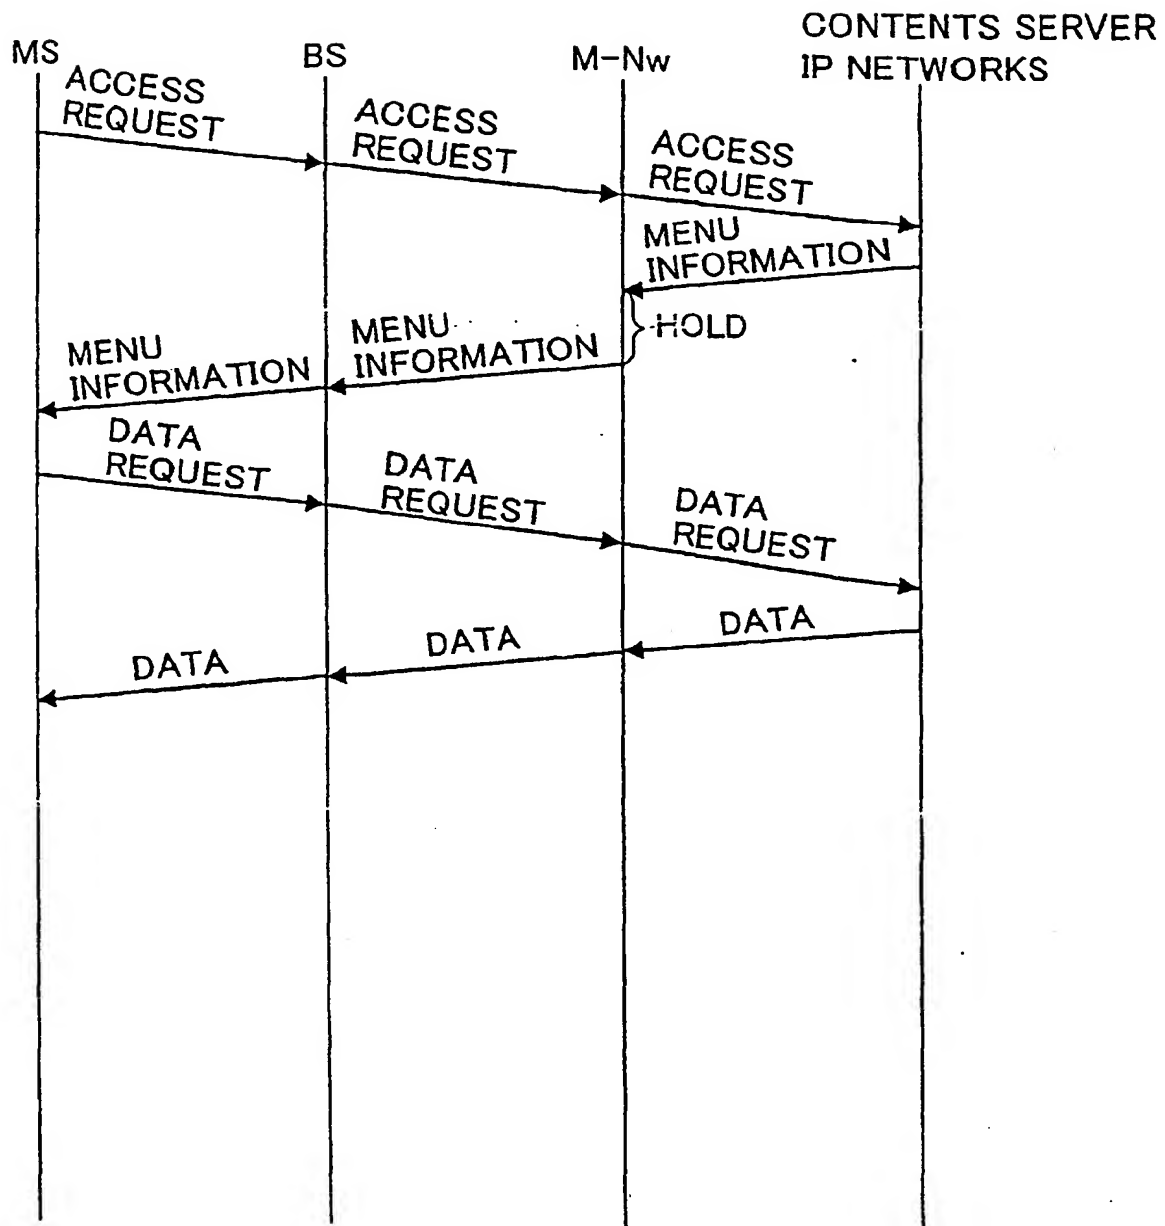 CONTENTS SERVER
IP NETWORKS
MS
BS
M-Nw
ACCESS
REQUEST
ACCESS
REQUEST
ACCESS
REQUEST
MENU
INFORMATION
HOLD
MENU
INFORMATION
MENU
INFORMATION
DATA
REQUEST
DATA
REQUEST
DATA
REQUEST
DATA
DATA
DATA